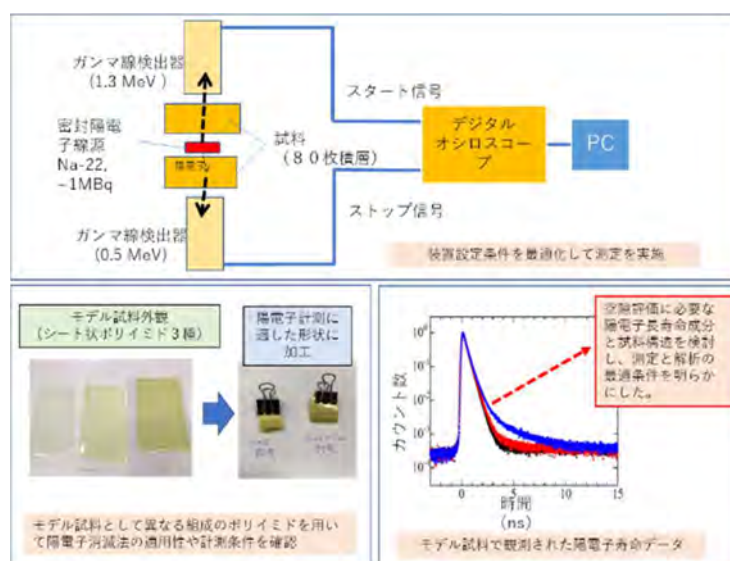 ガンマ線検出器
(1.3 MeV )
スタート信号
密封陽電
子線源
Na-22,
~1MBq
試料
(８０枚積層)
デジタル
オシロスコー
プ
PC
ストップ信号
ガンマ線検出器
(0.5 MeV)
装置設定条件を最適化して測定を実施
モデル試料外観
(シート状ポリイミド３種)
陽電子計測に
適した形状に
加工
モデル試料として異なる組成のポリイミドを用い
て陽電子消滅法の適用性や計測条件を確認
空隙評価に必要な
陽電子長寿命成分
と試料構造を検討
し、測定と解析の
最適条件を明らか
にした。
カウント数
0
5
10
15
時間
(ns)
モデル試料で観測された陽電子寿命データ